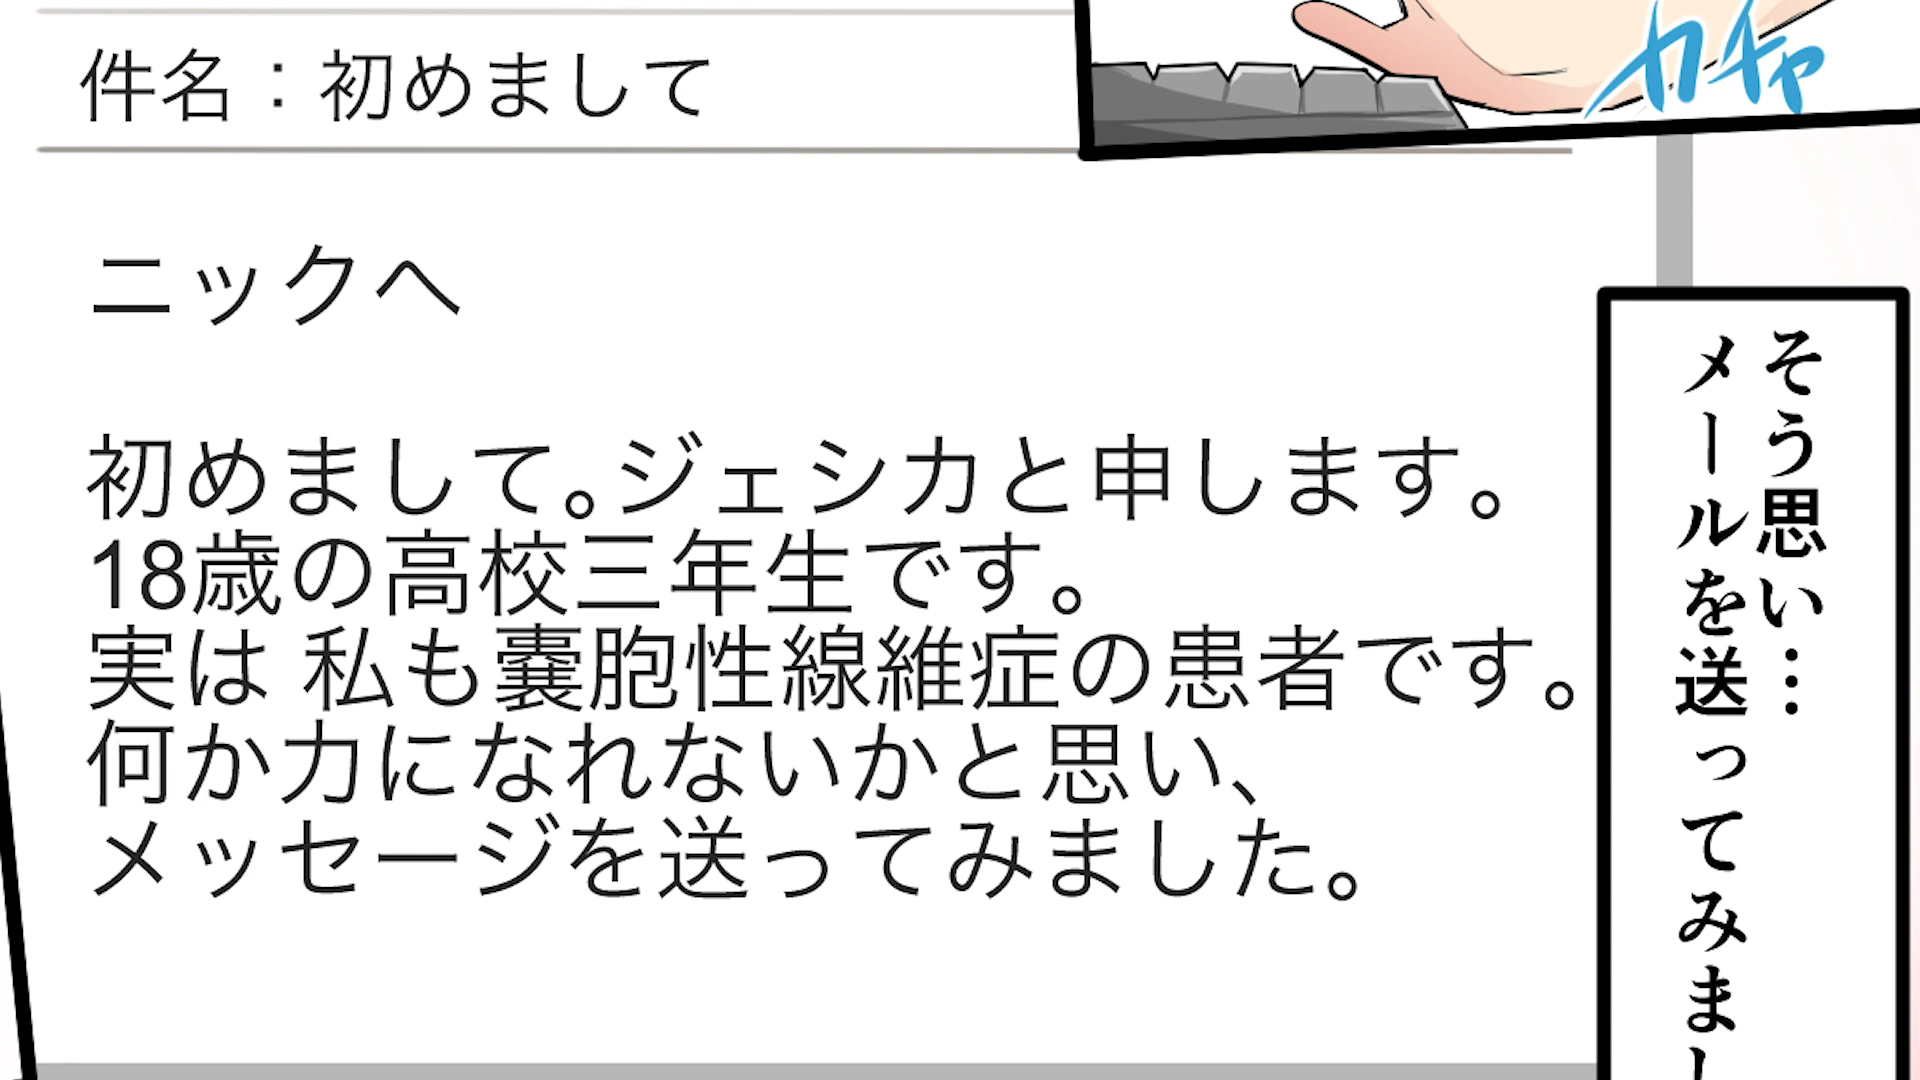 カチャ
件名：初めまして
ニックへ
初めまして。ジェシカと申します。
18歳の高校三年生です。
実は 私も嚢胞性線維症の患者です。
何か力になれないかと思い、
メッセージを送ってみました。
そう思い…
メールを送ってみまし